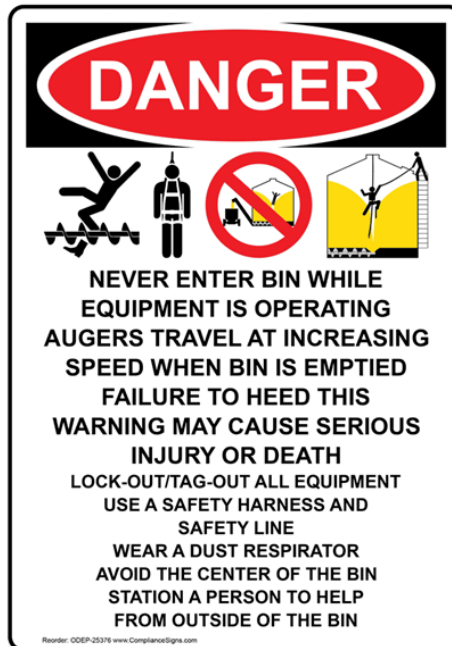 DANGER
NEVER ENTER BIN WHILE
EQUIPMENT IS OPERATING
AUGERS TRAVEL AT INCREASING
SPEED WHEN BIN IS EMPTIED
FAILURE TO HEED THIS
WARNING MAY CAUSE SERIOUS
INJURY OR DEATH
LOCK-OUT/TAG-OUT ALL EQUIPMENT
USE A SAFETY HARNESS AND
SAFETY LINE
WEAR A DUST RESPIRATOR
AVOID THE CENTER OF THE BIN
STATION A PERSON TO HELP
FROM OUTSIDE OF THE BIN
Reorder: ODEP-25376 www.ComplianceSigns.com